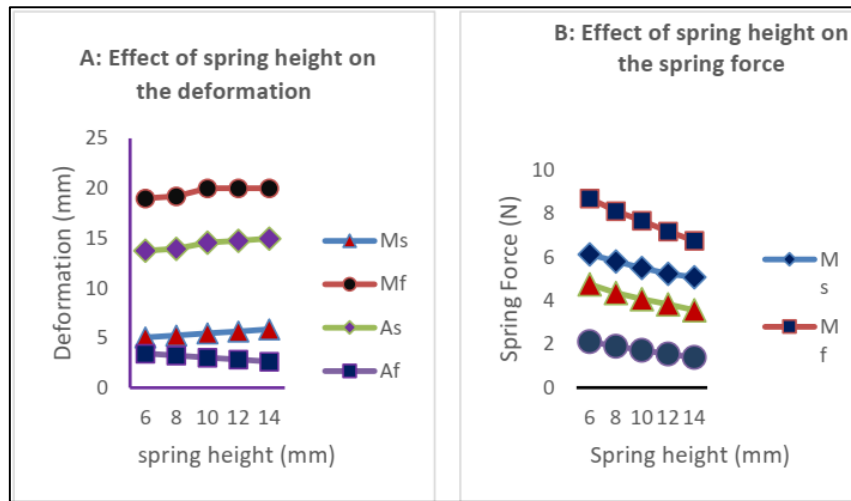 A: Effect of spring height on
the deformation
25
20
15
10
5
0
Deformation (mm)
6 8 10 12 14
spring height (mm)
Ms
Mf
As
Af
B: Effect of spring height on
the spring force
10
8
6
4
2
0
Spring Force (N)
6 8 10 12 14
Spring height (mm)
M
s
M
f